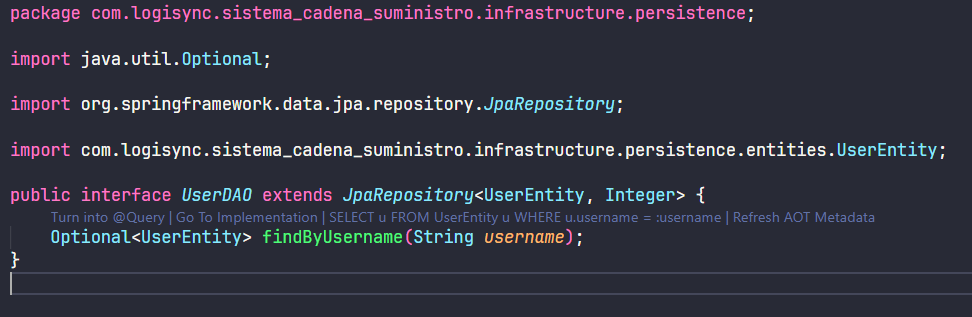 package com.logisync.sistema_cadena_suministro.infrastructure.persistence;
import java.util.Optional;
import org.springframework.data.jpa.repository.JpaRepository;
import com.logisync.sistema_cadena_suministro.infrastructure.persistence.entities.UserEntity;
public interface UserDAO extends JpaRepository<UserEntity, Integer> {
Turn into @Query | Go To Implementation | SELECT u FROM UserEntity u WHERE u.username = :username | Refresh AOT Metadata
Optional<UserEntity> findByUsername(String username);
}